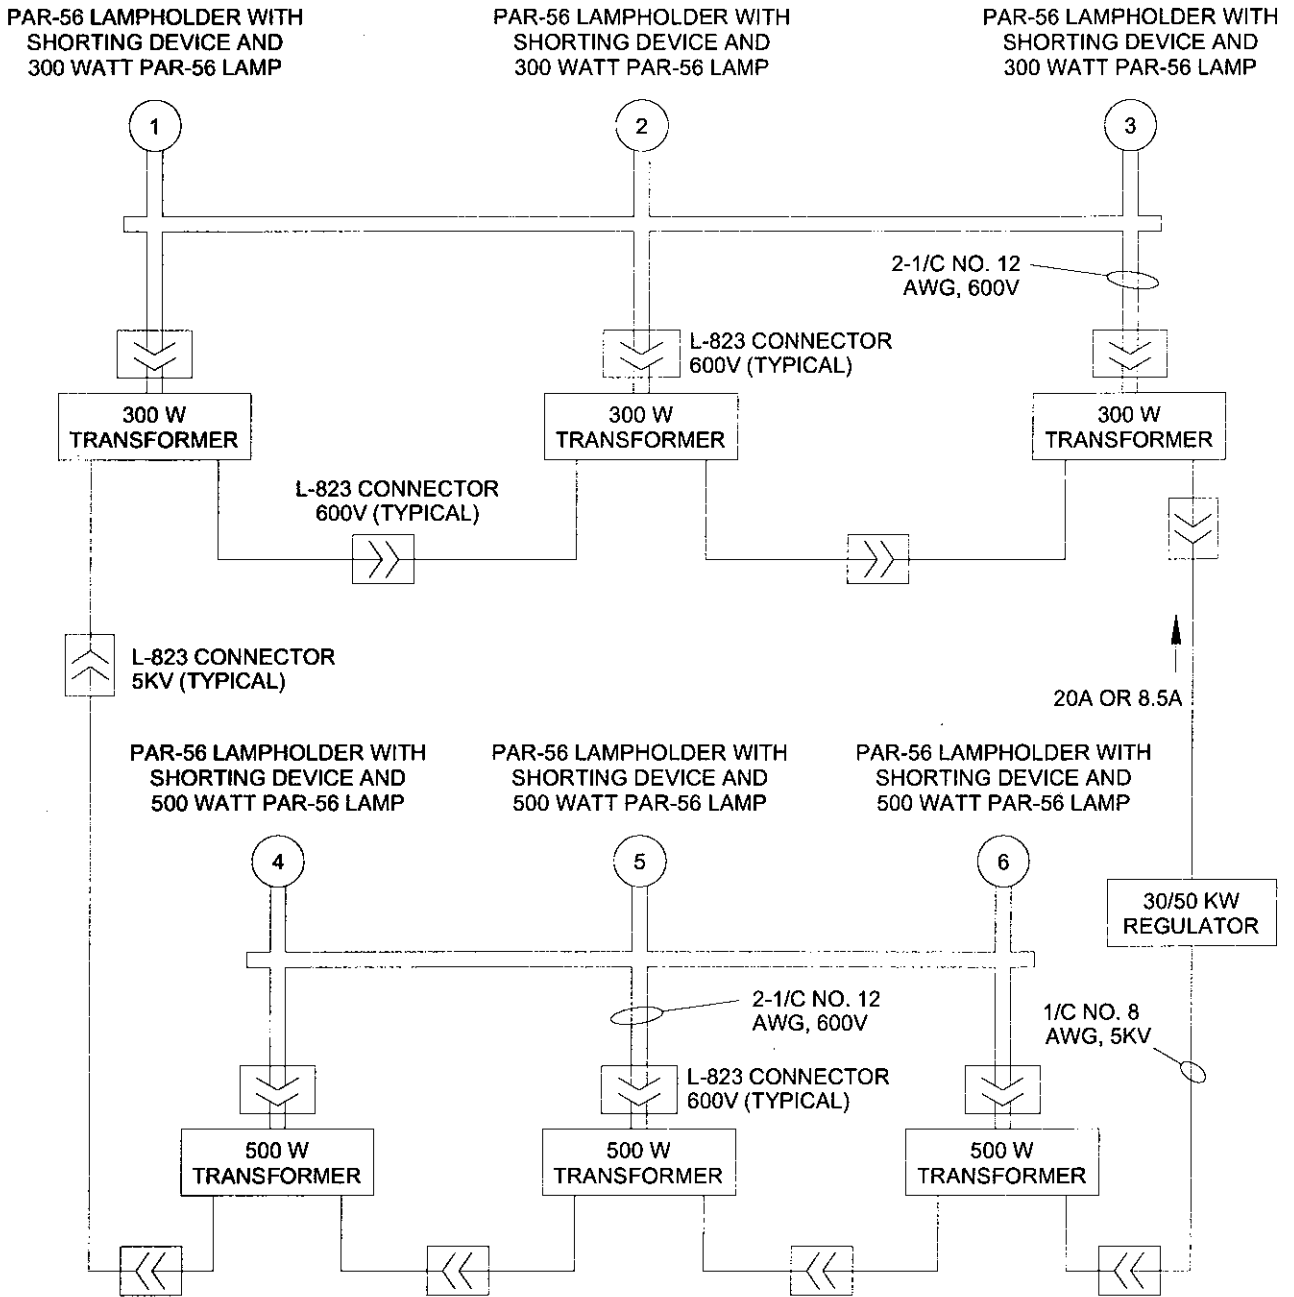 PAR-56 LAMPHOLDER WITH
SHORTING DEVICE AND
300 WATT PAR-56 LAMP
PAR-56 LAMPHOLDER WITH
SHORTING DEVICE AND
300 WATT PAR-56 LAMP
PAR-56 LAMPHOLDER WITH
SHORTING DEVICE AND
300 WATT PAR-56 LAMP
1
2
3
2-1/C NO. 12
AWG, 600V
L-823 CONNECTOR
600V (TYPICAL)
300 W
TRANSFORMER
300 W
TRANSFORMER
300 W
TRANSFORMER
L-823 CONNECTOR
600V (TYPICAL)
L-823 CONNECTOR
5KV (TYPICAL)
20A OR 8.5A
PAR-56 LAMPHOLDER WITH
SHORTING DEVICE AND
500 WATT PAR-56 LAMP
PAR-56 LAMPHOLDER WITH
SHORTING DEVICE AND
500 WATT PAR-56 LAMP
PAR-56 LAMPHOLDER WITH
SHORTING DEVICE AND
500 WATT PAR-56 LAMP
4
5
6
30/50 KW
REGULATOR
2-1/C NO. 12
AWG, 600V
1/C NO. 8
AWG, 5KV
L-823 CONNECTOR
600V (TYPICAL)
500 W
TRANSFORMER
500 W
TRANSFORMER
500 W
TRANSFORMER